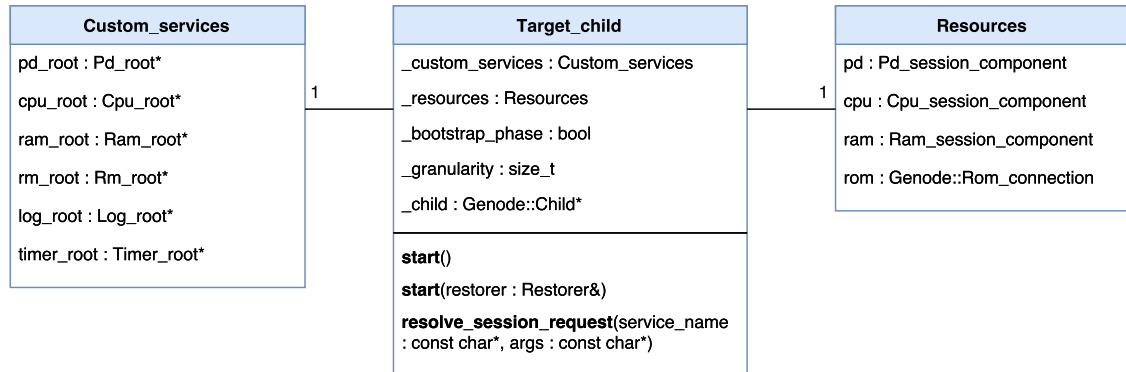 Custom_services
pd_root : Pd_root*
cpu_root : Cpu_root*
ram_root : Ram_root*
rm_root : Rm_root*
log_root : Log_root*
timer_root : Timer_root*
1
Target_child
_custom_services : Custom_services
_resources : Resources
_bootstrap_phase : bool
_granularity : size_t
_child : Genode::Child*
start()
start(restorer : Restorer&)
resolve_session_request(service_name
: const char*, args : const char*)
1
Resources
pd : Pd_session_component
cpu : Cpu_session_component
ram : Ram_session_component
rom : Genode::Rom_connection